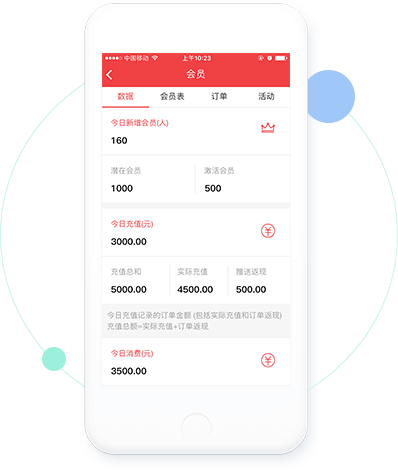 中国移动 上午10:23
会员
数据 会员表 订单 活动
今日新增会员(人)
160
潜在会员 激活会员
1000 500
今日充值(元)
3000.00
充值总和 实际充值 赠送返现
5000.00 4500.00 500.00
今日充值记录的订单金额 (包括实际充值和订单返现)
充值总额=实际充值+订单返现
今日消费(元)
3500.00